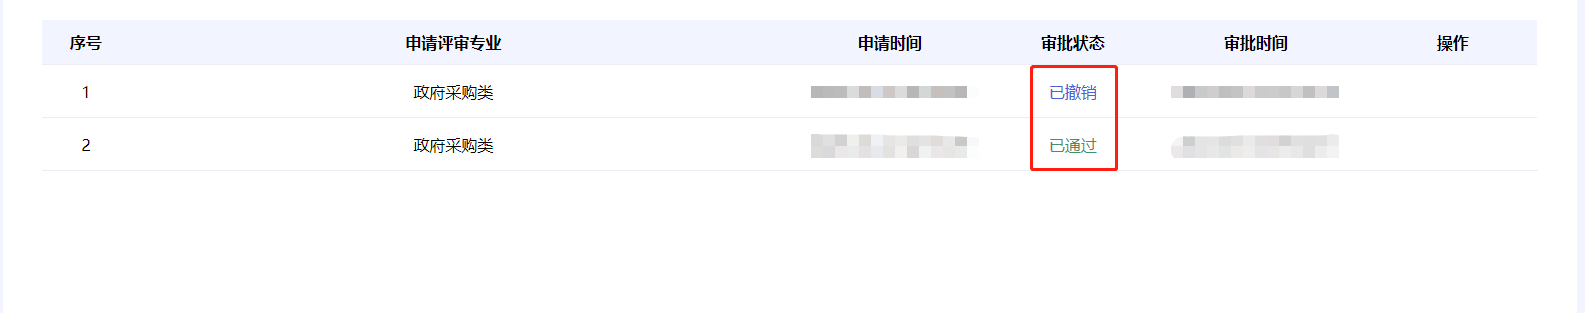 序号 申请评审专业 申请时间 审批状态 审批时间 操作
1 政府采购类 已撤销
2 政府采购类 已通过